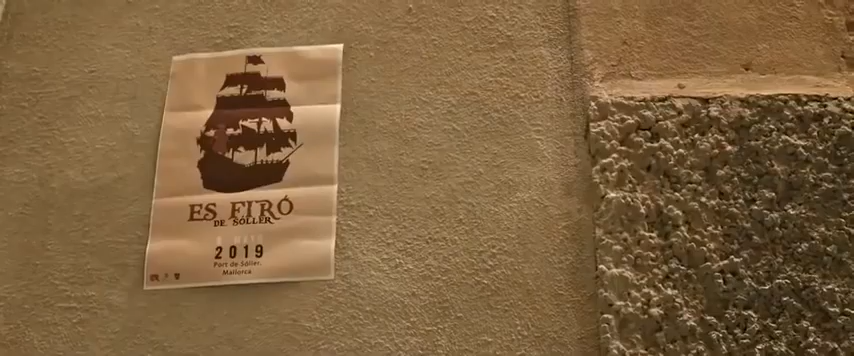 ES FIRÓ
DE SÓLLER
2019
Port de Sóller.
Mallorca